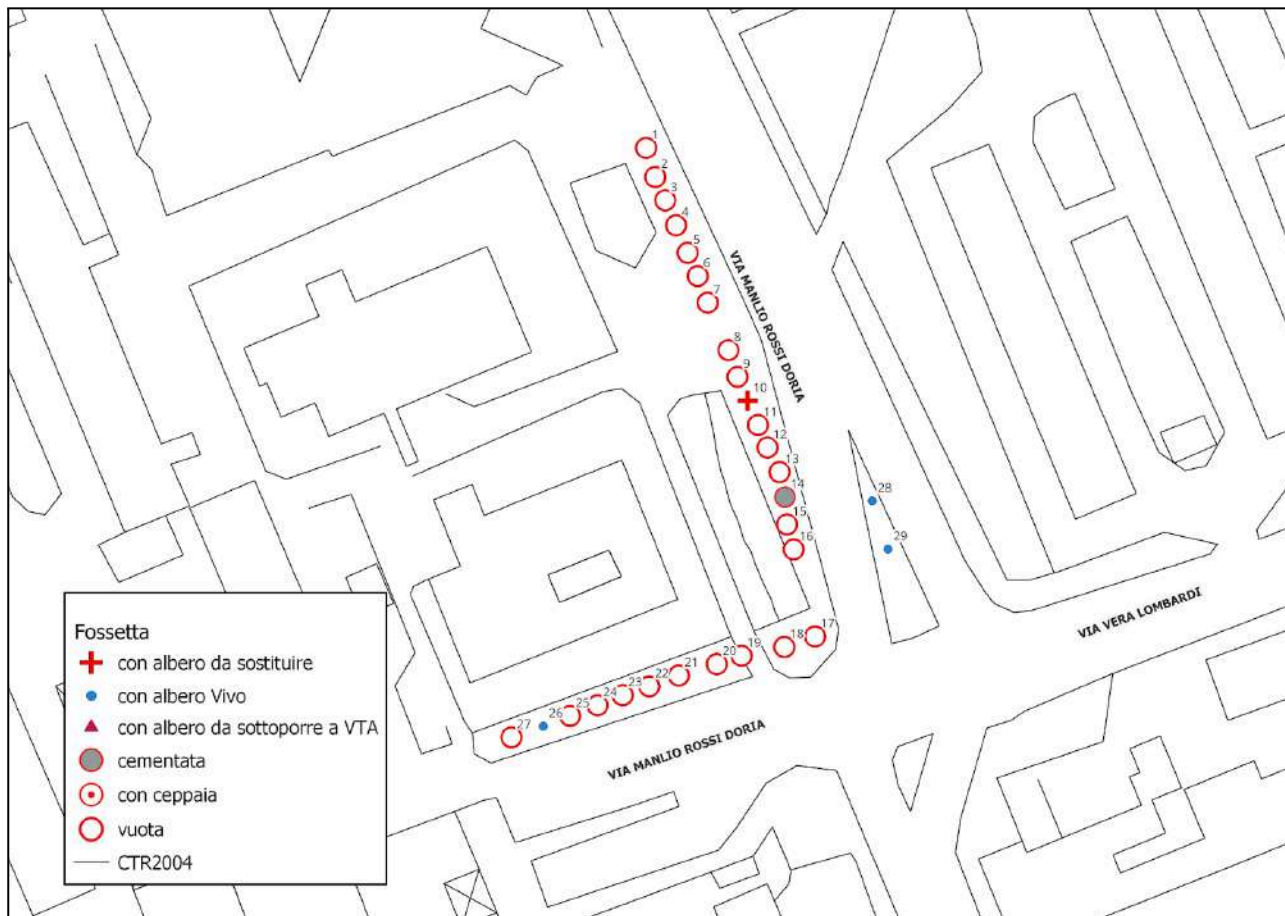 1
2
3
4
5
6
7
VIA MANLIO ROSSI DORIA
8
9
10
11
12
13
14
15
16
28
29
17
18
19
20
21
22
23
24
25
26
27
VIA VERA LOMBARDI
VIA MANLIO ROSSI DORIA
Fossetta
con albero da sostituire
con albero Vivo
con albero da sottoporre a VTA
cementata
con ceppaia
vuota
CTR2004